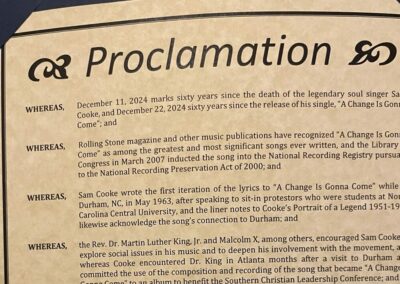 Proclamation
WHEREAS, December 11, 2024 marks sixty years since the death of the legendary soul singer Sa
Cooke, and December 22, 2024 sixty years since the release of his single, "A Change Is Gonn
Come"; and
WHEREAS, Rolling Stone magazine and other music publications have recognized "A Change Is Gonn
Come" as among the greatest and most significant songs ever written, and the Library
Congress in March 2007 inducted the song into the National Recording Registry pursua
to the National Recording Preservation Act of 2000; and
WHEREAS, Sam Cooke wrote the first iteration of the lyrics to "A Change Is Gonna Come" while
Durham, NC, in May 1963, after speaking to sit-in protestors who were students at Nor
Carolina Central University, and the liner notes to Cooke's Portrait of a Legend 1951-19
likewise acknowledge the song's connection to Durham; and
WHEREAS, the Rev. Dr. Martin Luther King, Jr. and Malcolm X, among others, encouraged Sam Cooke
explore social issues in his music and to deepen his involvement with the movement, a
whereas Cooke encountered Dr. King in Atlanta months after a visit to Durham a
committed the use of the composition and recording of the song that became "A Chang
Gonna Come" to an album to benefit the Southern Christian Leadership Conference; and